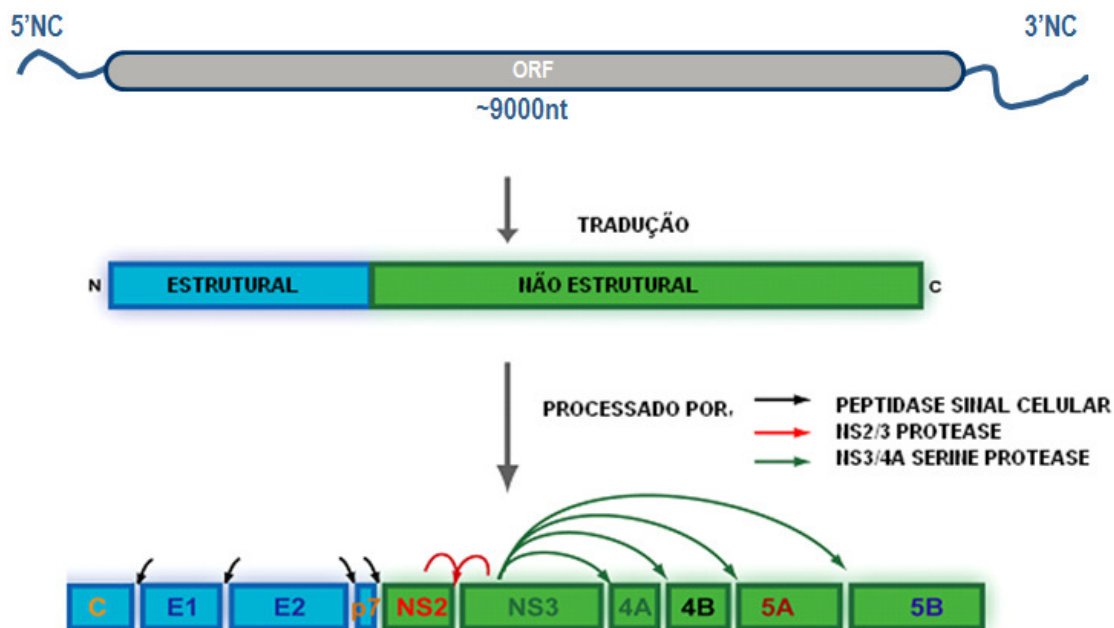 5'NC
3'NC
ORF
~9000nt
TRADUÇÃO
N ESTRUTURAL NÃO ESTRUTURAL C
PROCESSADO POR,
PEPTIDASE SINAL CELULAR
NS2/3 PROTEASE
NS3/4A SERINE PROTEASE
C E1 E2 p7 NS2 NS3 4A 4B 5A 5B